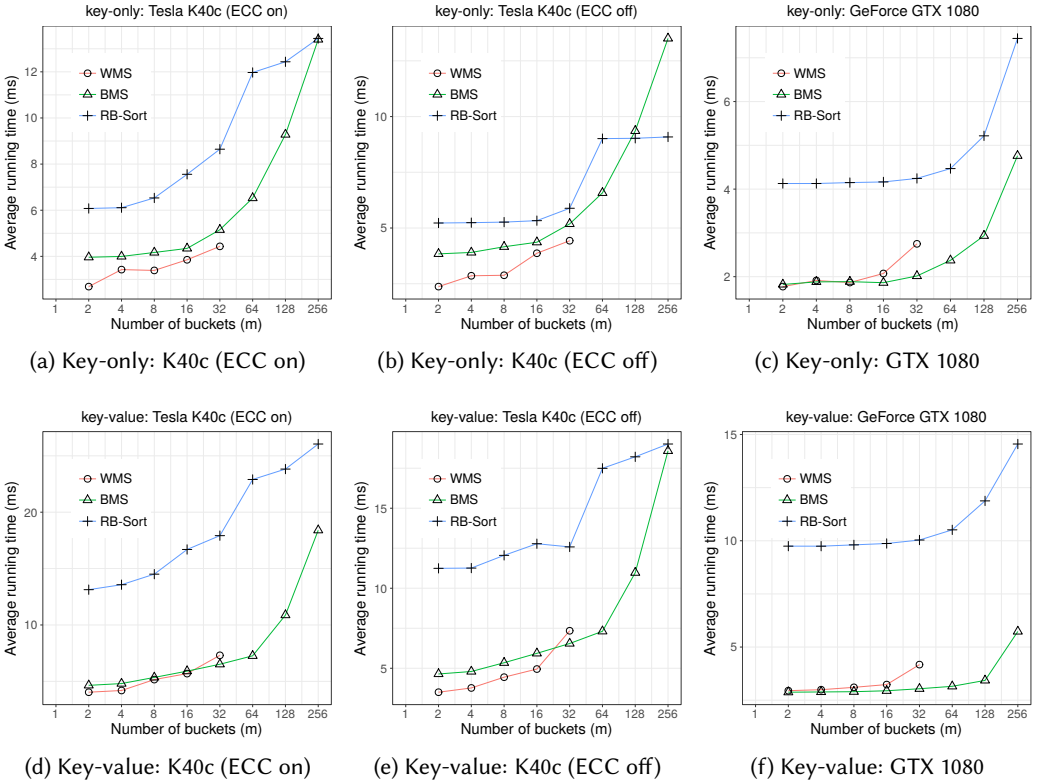 key-only: Tesla K40c (ECC on)
Average running time (ms)
12
10
8
6
4
WMS
BMS
RB-Sort
1 2 4 8 16 32 64 128 256
Number of buckets (m)
(a) Key-only: K40c (ECC on)
key-only: Tesla K40c (ECC off)
Average running time (ms)
10
5
WMS
BMS
RB-Sort
1 2 4 8 16 32 64 128 256
Number of buckets (m)
(b) Key-only: K40c (ECC off)
key-only: GeForce GTX 1080
Average running time (ms)
6
4
2
WMS
BMS
RB-Sort
1 2 4 8 16 32 64 128 256
Number of buckets (m)
(c) Key-only: GTX 1080
key-value: Tesla K40c (ECC on)
Average running time (ms)
20
10
WMS
BMS
RB-Sort
1 2 4 8 16 32 64 128 256
Number of buckets (m)
(d) Key-value: K40c (ECC on)
key-value: Tesla K40c (ECC off)
Average running time (ms)
15
10
5
WMS
BMS
RB-Sort
1 2 4 8 16 32 64 128 256
Number of buckets (m)
(e) Key-value: K40c (ECC off)
key-value: GeForce GTX 1080
Average running time (ms)
15
10
5
WMS
BMS
RB-Sort
1 2 4 8 16 32 64 128 256
Number of buckets (m)
(f) Key-value: GTX 1080